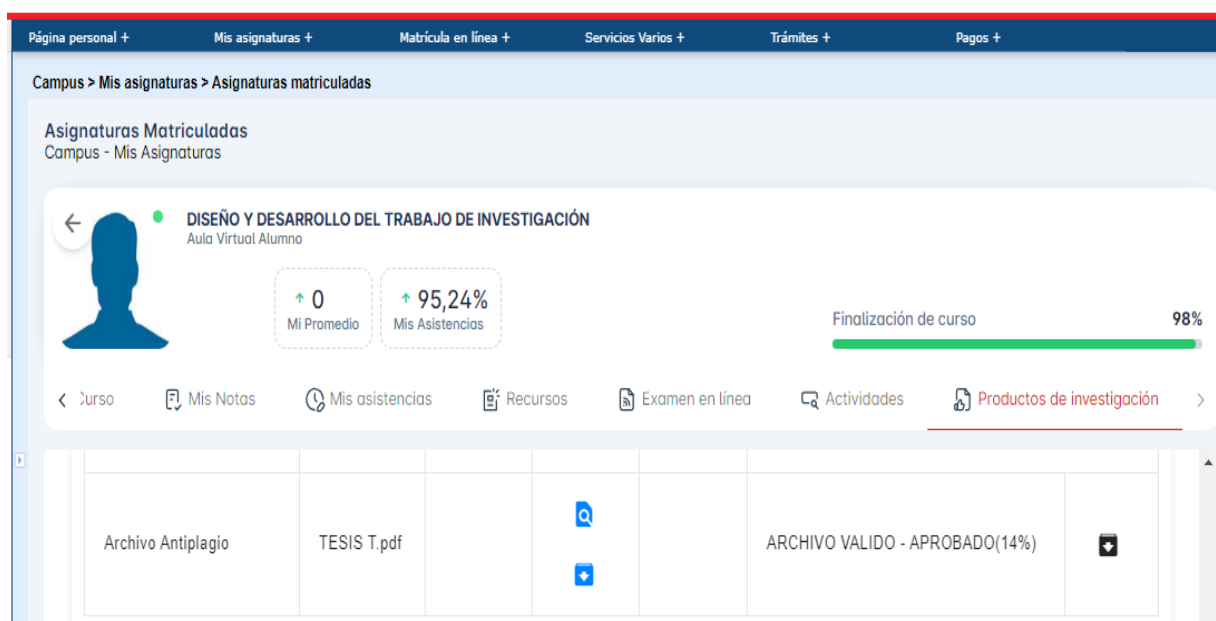 Página personal + Mis asignaturas + Matrícula en línea + Servicios Varios + Trámites + Pagos +
Campus > Mis asignaturas > Asignaturas matriculadas
Asignaturas Matriculadas
Campus - Mis Asignaturas
DISEÑO Y DESARROLLO DEL TRABAJO DE INVESTIGACIÓN
Aula Virtual Alumno
0
Mi Promedio
95,24%
Mis Asistencias
Finalización de curso 98%
Mis Notas Mis asistencias Recursos Examen en línea Actividades Productos de investigación
Archivo Antiplagio TESIS T.pdf ARCHIVO VALIDO - APROBADO(14%)